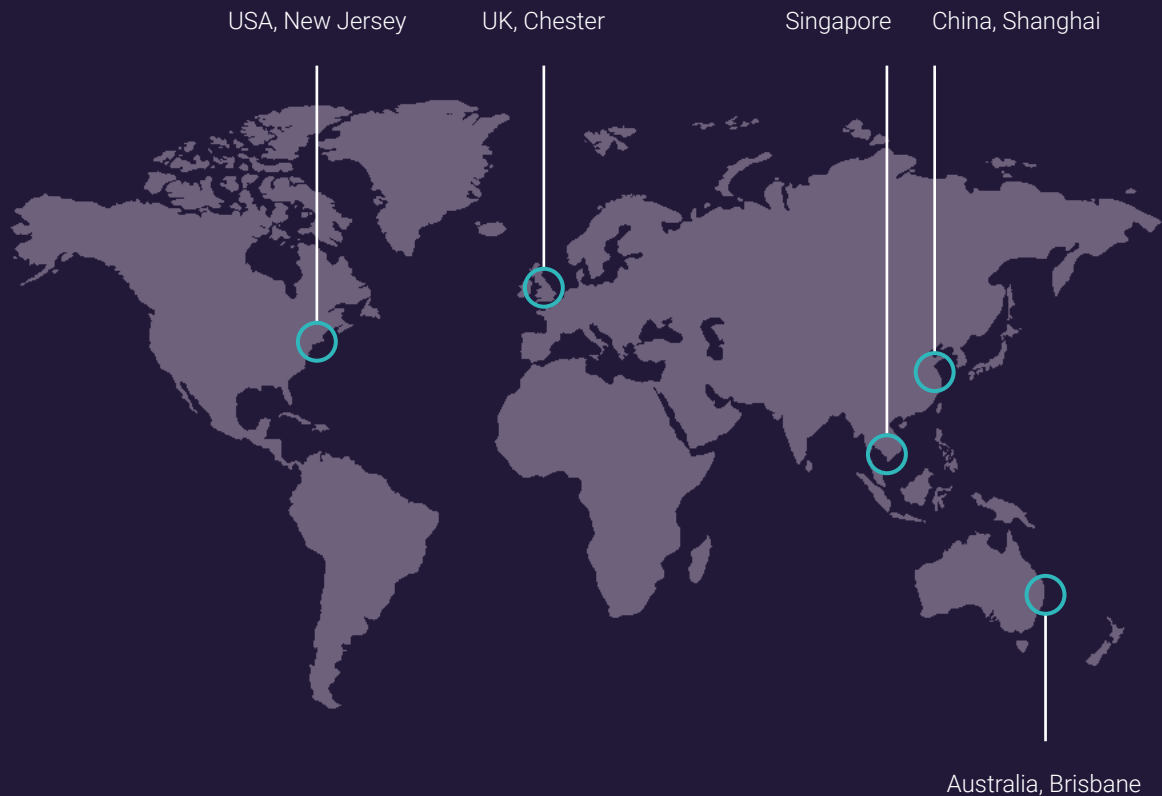 USA, New Jersey
UK, Chester
Singapore
China, Shanghai
Australia, Brisbane